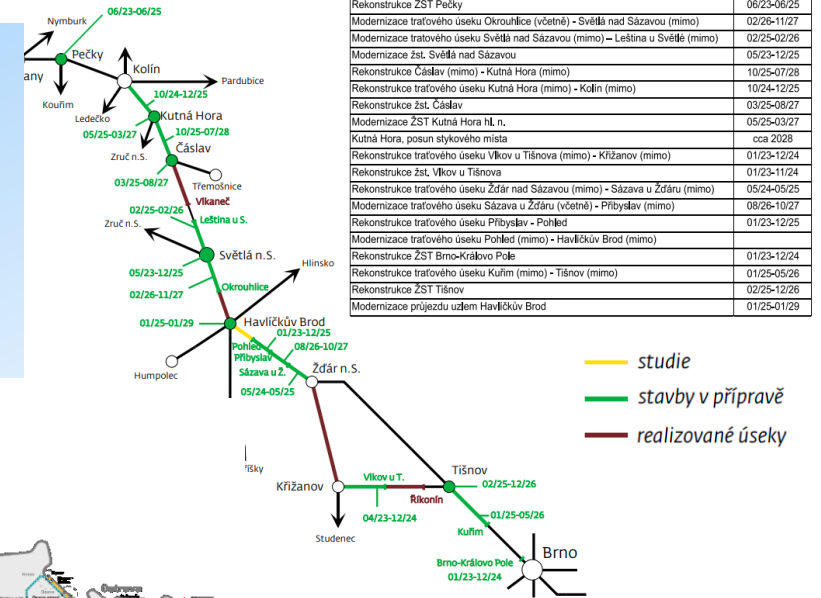 Rekonstrukce ŽST Pečky 06/23-06/25
Modernizace traťového úseku Okrouhlice (včetně) - Světlá nad Sázavou (mimo) 02/26-11/27
Modernizace tratového úseku Světlá nad Sázavou (mimo) – Leština u Světlé (mimo) 02/25-02/26
Modernizace žst. Světlá nad Sázavou 05/23-12/25
Rekonstrukce Čáslav (mimo) - Kutná Hora (mimo) 10/25-07/28
Rekonstrukce traťového úseku Kutná Hora (mimo) - Kolín (mimo) 10/24-12/25
Rekonstrukce žst. Čáslav 03/25-08/27
Modernizace ŽST Kutná Hora hl. n. 05/25-03/27
Kutná Hora, posun stykového místa cca 2028
Rekonstrukce traťového úseku Vlkov u Tišnova (mimo) - Křižanov (mimo) 01/23-12/24
Rekonstrukce žst. Vlkov u Tišnova 01/23-11/24
Rekonstrukce traťového úseku Žďár nad Sázavou (mimo) - Sázava u Žďáru (mimo) 05/24-05/25
Modernizace traťového úseku Sázava u Žďáru (včetně) - Přibyslav (mimo) 08/26-10/27
Rekonstrukce traťového úseku Přibyslav - Pohled 01/23-12/25
Modernizace traťového úseku Pohled (mimo) - Havlíčkův Brod (mimo)
Rekonstrukce ŽST Brno-Královo Pole 01/23-12/24
Rekonstrukce traťového úseku Kuřim (mimo) - Tišnov (mimo) 01/25-05/26
Rekonstrukce ŽST Tišnov 02/25-12/26
Modernizace průjezdu uzlem Havlíčkův Brod 01/25-01/29
06/23-06/25
Nymburk
Pečky
any
Kolín
Pardubice
Kouřim
Ledečko
10/24-12/25
Kutná Hora
05/25-03/27
10/25-07/28
Zruč n.S.
Čáslav
03/25-08/27
Třemošnice
Vlkaneč
02/25-02/26
Leština u S.
Zruč n.S.
Světlá n.S.
05/23-12/25
Hlinsko
Okrouhlice
02/26-11/27
01/25-01/29
Havlíčkův Brod
01/23-12/25
Pohled
08/26-10/27
Přibyslav
Sázava u Ž.
Žďár n.S.
Humpolec
05/24-05/25
studie
stavby v přípravě
realizované úseky
říšky
Vlkov u T.
Tišnov
Křižanov
02/25-12/26
Říkonín
04/23-12/24
01/25-05/26
Studenec
Kuřim
Brno
Brno-Královo Pole
01/23-12/24
Ostrava